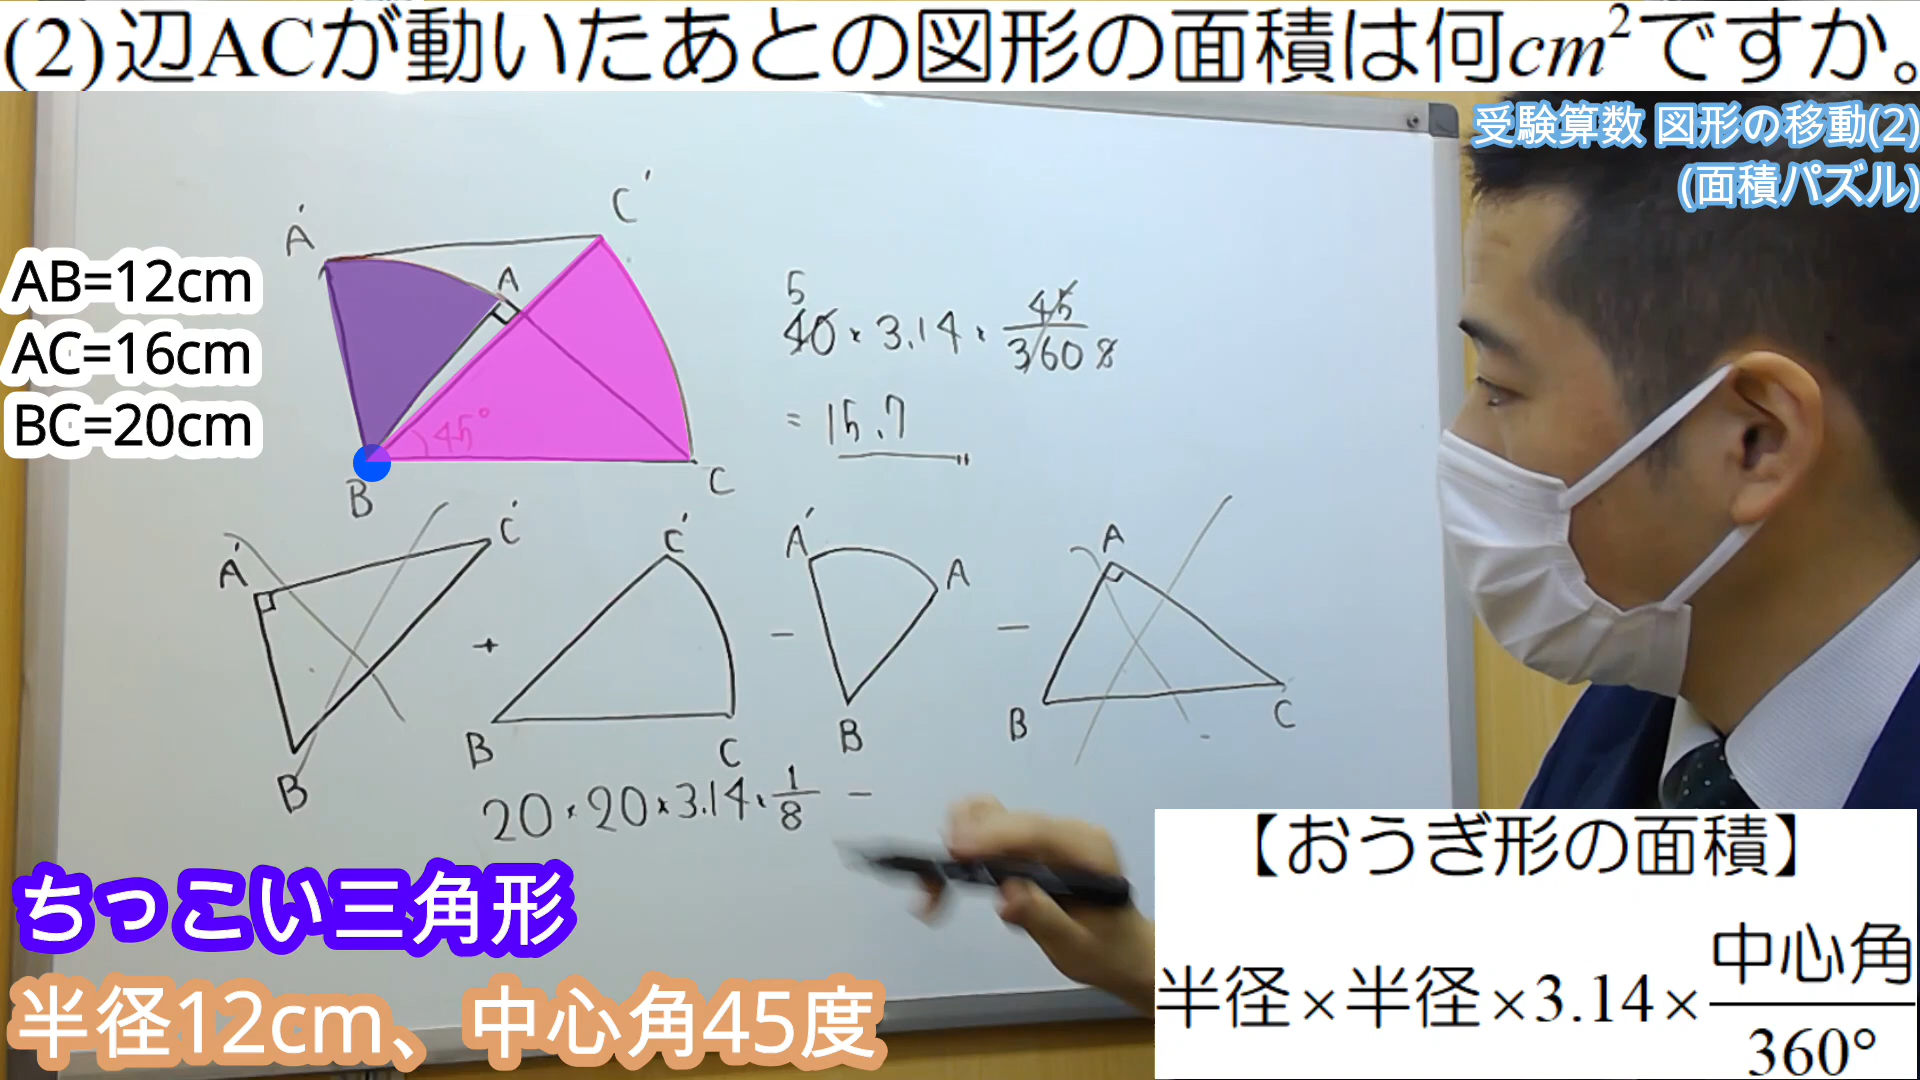 (2)辺ACが動いたあとの図形の面積は何cm²ですか。
受験算数 図形の移動(2)
(面積パズル)
AB=12cm
AC=16cm
BC=20cm
A'
C'
A
45°
B
C
5
40×3.14×45/360 8
=15.7
A'
C'
B
+
C'
B
C
−
A'
A
B
−
A
B
C
20×20×3.14×1/8 −
ちっこい三角形
半径12cm、中心角45度
【おうぎ形の面積】
半径×半径×3.14×中心角/360°